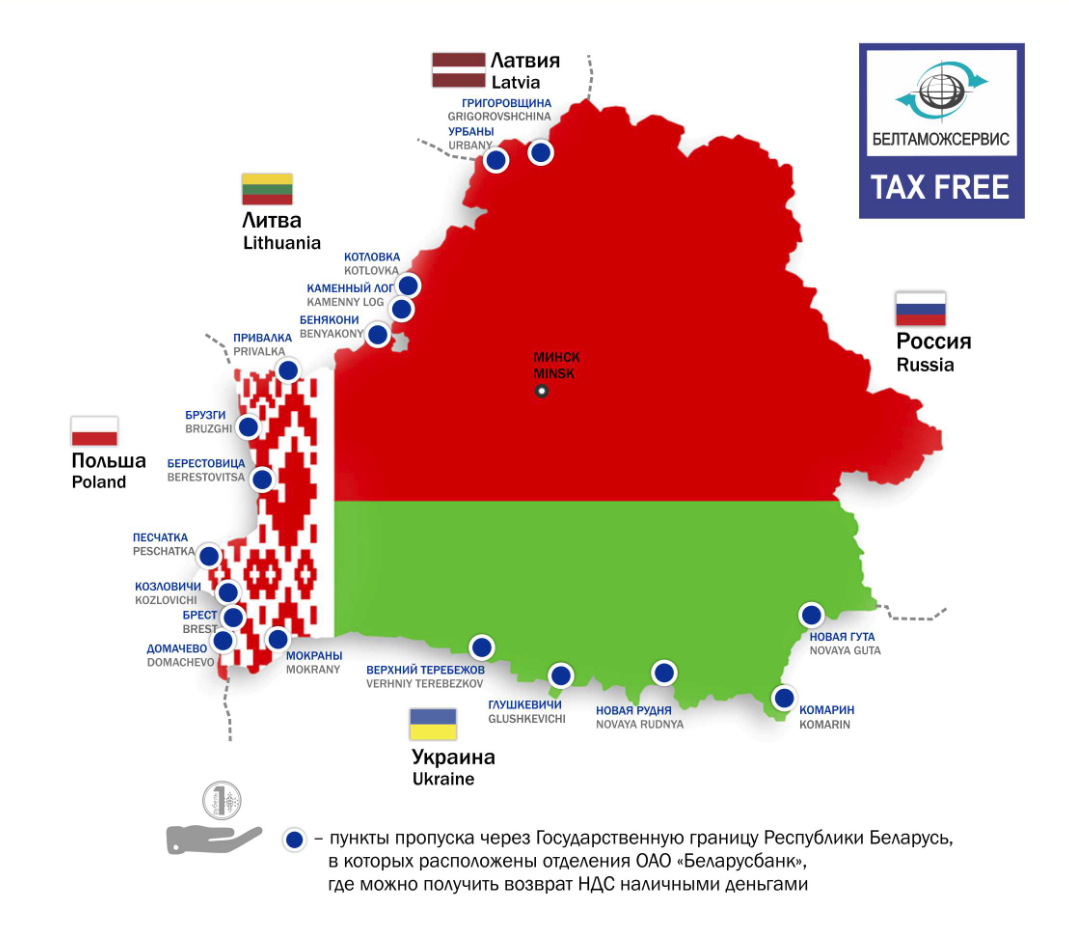 Латвия
Latvia
ГРИГОРОВЩИНА
GRIGOROVSHCHINA
УРБАНЫ
URBANY
БЕЛТАМОЖСЕРВИС
TAX FREE
Литва
Lithuania
КОТЛОВКА
KOTLOVKA
КАМЕННЫЙ ЛОГ
KAMENNY LOG
БЕНЯКОНИ
BENYAKONY
ПРИВАЛКА
PRIVALKA
Россия
Russia
МИНСК
MINSK
БРУЗГИ
BRUZGHI
Польша
Poland
БЕРЕСТОВИЦА
BERESTOVITSA
ПЕСЧАТКА
PESCHATKA
КОЗЛОВИЧИ
KOZLOVICHI
БРЕСТ
BREST
ДОМАЧЕВО
DOMACHEVO
МОКРАНЫ
MOKRANY
ВЕРХНИЙ ТЕРЕБЕЖОВ
VERHNIY TEREBEZKOV
ГЛУШКЕВИЧИ
GLUSHKEVICHI
НОВАЯ РУДНЯ
NOVAYA RUDNYA
НОВАЯ ГУТА
NOVAYA GUTA
КОМАРИН
KOMARIN
Украина
Ukraine
1
рубель
– пункты пропуска через Государственную границу Республики Беларусь,
в которых расположены отделения ОАО «Беларусбанк»,
где можно получить возврат НДС наличными деньгами